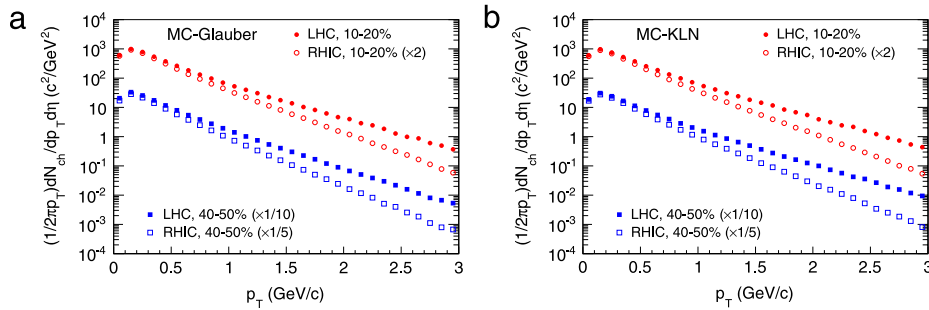 a
MC-Glauber
LHC, 10-20%
RHIC, 10-20% (×2)
(1/2πp_T)dN_ch/dp_T dη (c²/GeV²)
10⁴
10³
10²
10
1
10⁻¹
10⁻²
10⁻³
10⁻⁴
LHC, 40-50% (×1/10)
RHIC, 40-50% (×1/5)
0 0.5 1 1.5 2 2.5 3
p_T (GeV/c)
b
MC-KLN
LHC, 10-20%
RHIC, 10-20% (×2)
(1/2πp_T)dN_ch/dp_T dη (c²/GeV²)
10⁴
10³
10²
10
1
10⁻¹
10⁻²
10⁻³
10⁻⁴
LHC, 40-50% (×1/10)
RHIC, 40-50% (×1/5)
0 0.5 1 1.5 2 2.5 3
p_T (GeV/c)